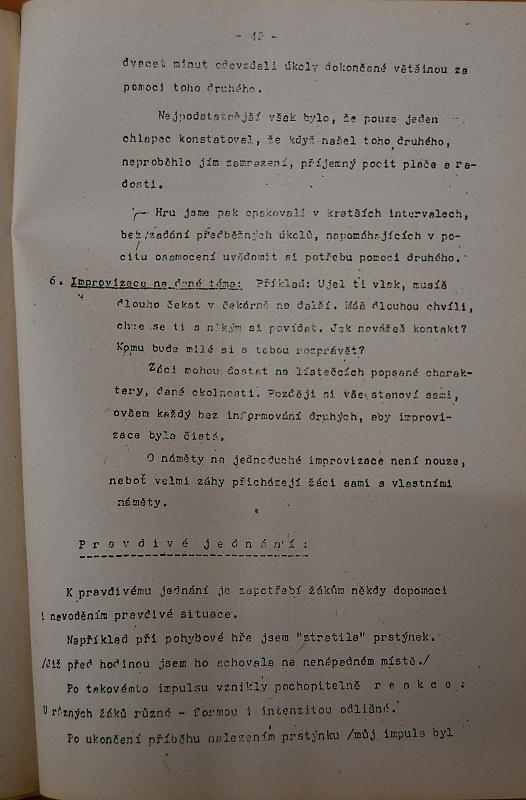 - 42 -
dvacet minut odevzdali úkoly dokončené většinou za
pomoci toho druhého.
Nejpodstatnější však bylo, že pouze jeden
chlapec konstatoval, že když našel toho druhého,
neproběhlo jím zamrazení, příjemný pocit pláče a ra-
dosti.
Hru jsme pak opakovali v kratších intervalech,
bez/zadání předběžných úkolů, napomáhajících v po-
citu osamocení uvědomit si potřebu pomoci druhého.
6. Improvizace na dané téma: Příklad: Ujel ti vlak, musíš
dlouho čekat v čekárně na další. Máš dlouhou chvíli,
chce se ti s někým si povídat. Jak navážeš kontakt?
Komu bude milé si s tebou rozprávět?
Žáci mohou dostat na lístečcích popsané charak-
tery, dané okolnosti. Později si vše stanoví sami,
ovšem každý bez informování druhých, aby improvi-
zace byla čistá.
O náměty na jednoduché improvizace není nouze,
neboť velmi záhy přicházejí žáci sami s vlastními
náměty.
P r a v d i v é j e d n á n í :
K pravdivému jednání je zapotřebí žákům někdy dopomoci
i navoděním pravdivé situace.
Například při pohybové hře jsem "ztratila" prstýnek.
/Již před hodinou jsem ho schovala na nenápadném místě./
Po takovémto impulsu vznikly pochopitelně r e a k c e :
U různých žáků různé - formou i intenzitou odlišné.
Po ukončení příběhu nalezením prstýnku /můj impuls byl